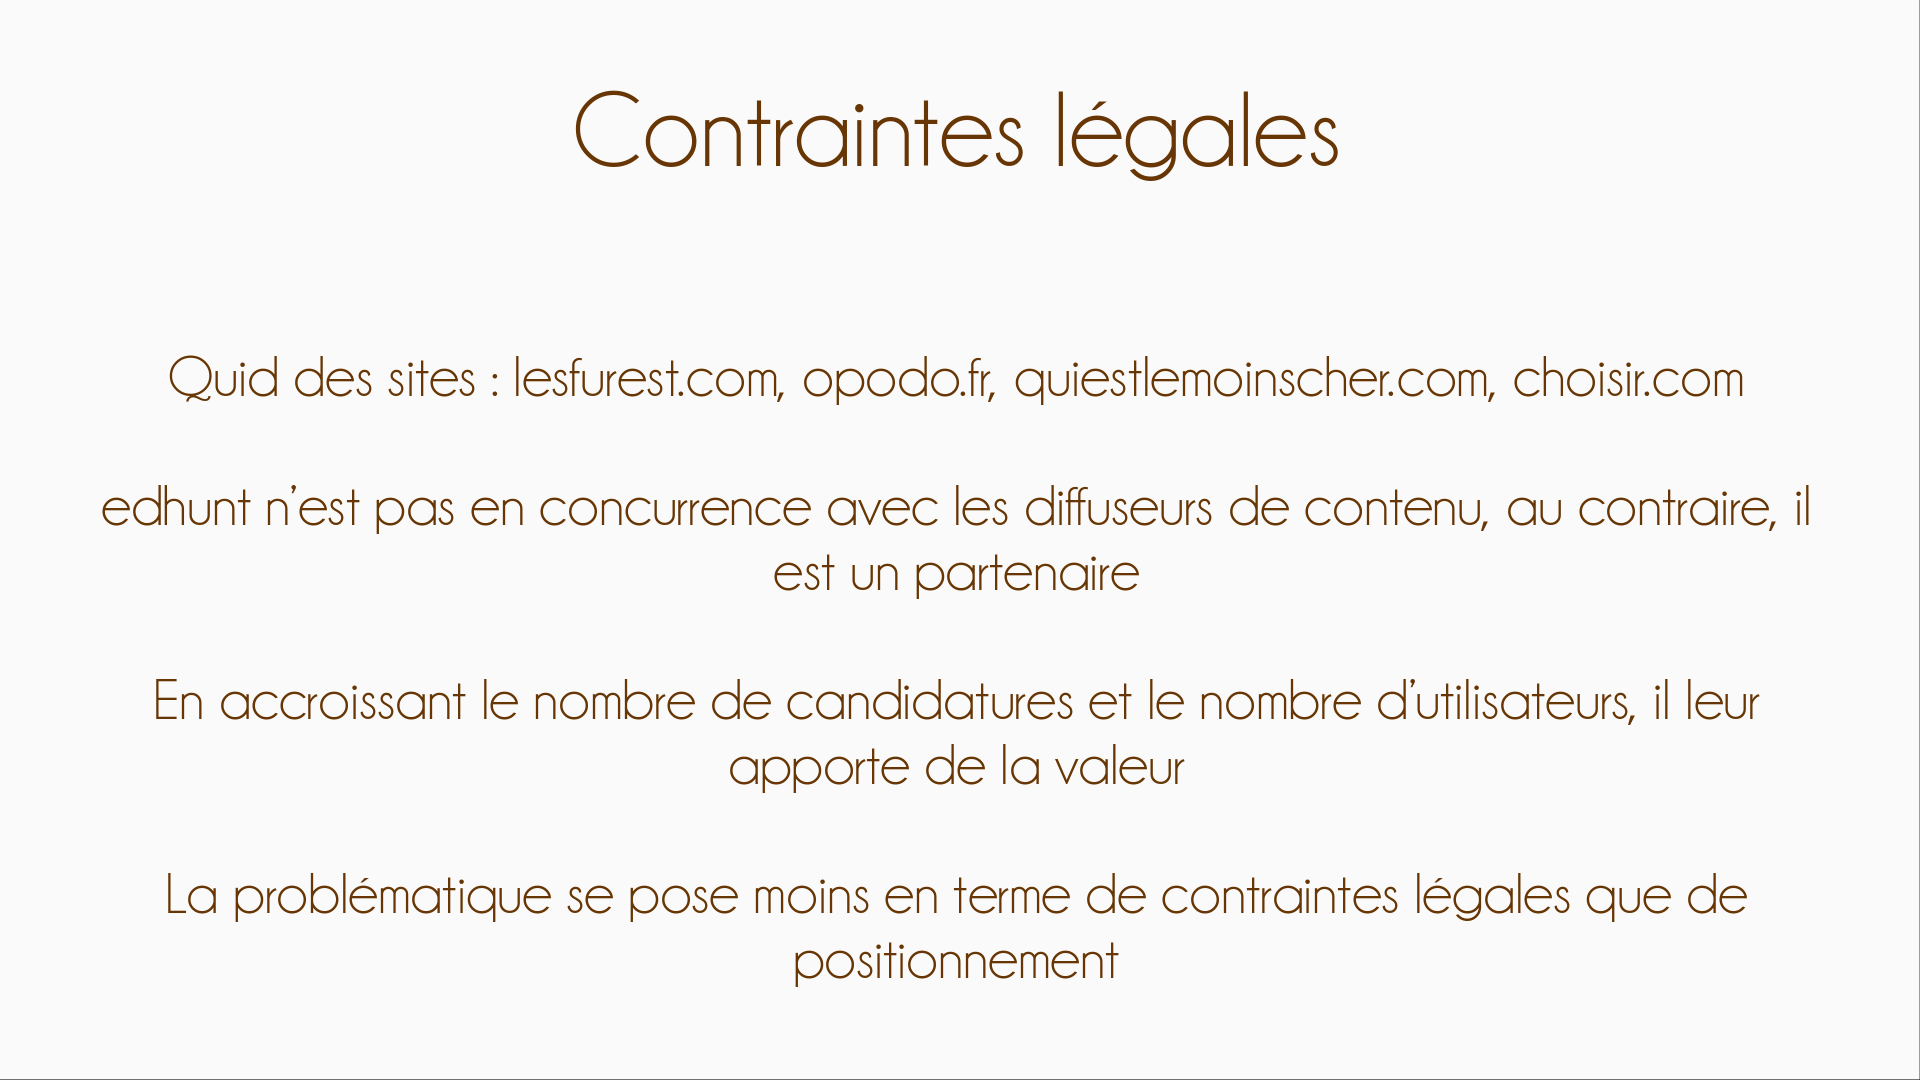 Contraintes légales
Quid des sites : lesfurest.com, opodo.fr, quiestlemoinscher.com, choisir.com
edhunt n’est pas en concurrence avec les diffuseurs de contenu, au contraire, il
est un partenaire
En accroissant le nombre de candidatures et le nombre d’utilisateurs, il leur
apporte de la valeur
La problématique se pose moins en terme de contraintes légales que de
positionnement